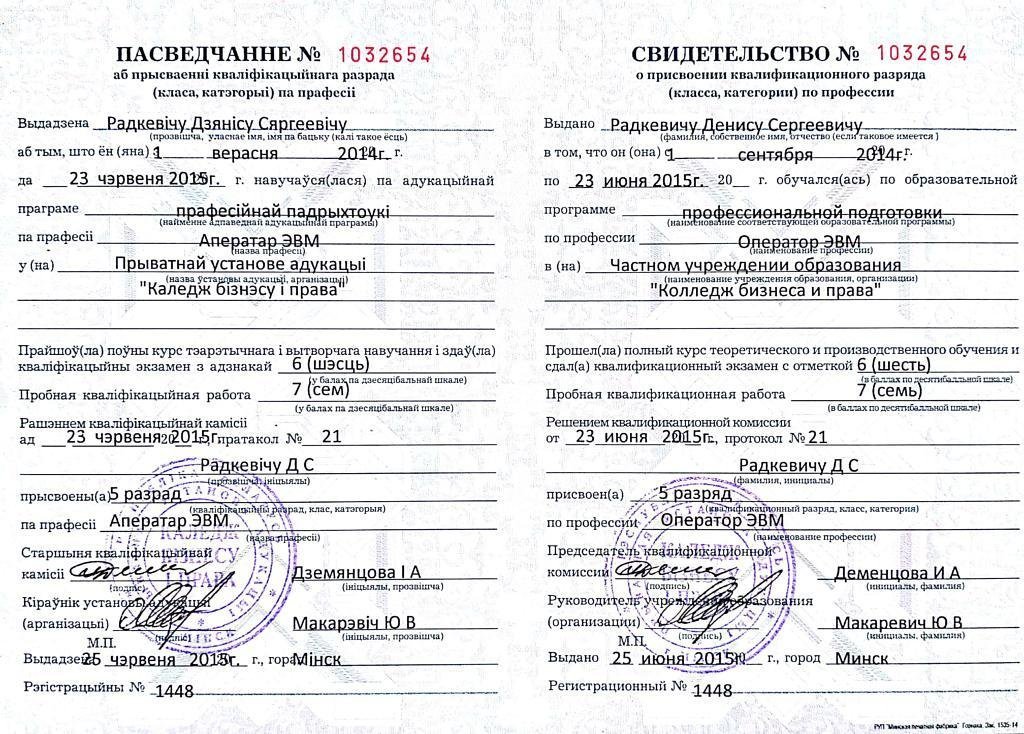 ПАСВЕДЧАННЕ № 1032654
аб прысваенні кваліфікацыйнага разрада
(класа, катэгорыі) па прафесіі
Выдадзена Радкевічу Дзянісу Сяргеевічу
(прозвішча, уласнае імя, імя па бацьку (калі такое ёсць)
аб тым, што ён (яна) з 1 верасня 2014г. г.
да 23 чэрвеня 2015г. г. навучаўся(лася) па адукацыйнай
праграме прафесійнай падрыхтоукі
(найменне адпаведнай адукацыйнай праграмы)
па прафесіі Аператар ЭВМ
(назва прафесіі)
у (на) Прыватнай установе адукацыі
(назва ўстановы адукацыі, арганізацыі)
"Каледж бізнэсу і права"
Прайшоў(ла) поўны курс тэарэтычнага і вытворчага навучання і здаў(ла)
кваліфікацыйны экзамен з адзнакай 6 (шэсць)
(у балах па дзесяцібальнай шкале)
Пробная кваліфікацыйная работа 7 (сем)
(у балах па дзесяцібальнай шкале)
Рашэннем кваліфікацыйнай камісіі
ад 23 чэрвеня 2015г. г., пратакол № 21
Радкевічу Д С
(прозвішча, ініцыялы)
прысвоены(а) 5 разрад
(кваліфікацыйны разрад, клас, катэгорыя)
па прафесіі Аператар ЭВМ
(назва прафесіі)
Старшыня кваліфікацыйнай
камісіі Дземянцова І А
(подпіс) (ініцыялы, прозвішча)
Кіраўнік установы адукацыі
(арганізацыі) Макарэвіч Ю В
(подпіс) (ініцыялы, прозвішча)
М.П.
Выдадзена 25 чэрвеня 2015г. г., горад Мінск
Рэгістрацыйны № 1448
СВИДЕТЕЛЬСТВО № 1032654
о присвоении квалификационного разряда
(класса, категории) по профессии
Выдано Радкевичу Денису Сергеевичу
(фамилия, собственное имя, отчество (если таковое имеется)
в том, что он (она) с 1 сентября 2014г. г.
по 23 июня 2015г. 20 г. обучался(ась) по образовательной
программе профессиональной подготовки
(наименование соответствующей образовательной программы)
по профессии Оператор ЭВМ
(наименование профессии)
в (на) Частном учреждении образования
(наименование учреждения образования, организации)
"Колледж бизнеса и права"
Прошел(ла) полный курс теоретического и производственного обучения и
сдал(а) квалификационный экзамен с отметкой 6 (шесть)
(в баллах по десятибалльной шкале)
Пробная квалификационная работа 7 (семь)
(в баллах по десятибалльной шкале)
Решением квалификационной комиссии
от 23 июня 2015г. г., протокол № 21
Радкевичу Д С
(фамилия, инициалы)
присвоен(а) 5 разряд
(квалификационный разряд, класс, категория)
по профессии Оператор ЭВМ
(наименование профессии)
Председатель квалификационной
комиссии Деменцова И А
(подпись) (инициалы, фамилия)
Руководитель учреждения образования
(организации) Макаревич Ю В
(подпись) (инициалы, фамилия)
М.П.
Выдано 25 июня 2015г. г., город Минск
Регистрационный № 1448
РУП "Минская печатная фабрика" Гознака. Зак. 1535-14
КАЛЕДЖ БІЗНЕСУ І ПРАВА
МІНСК